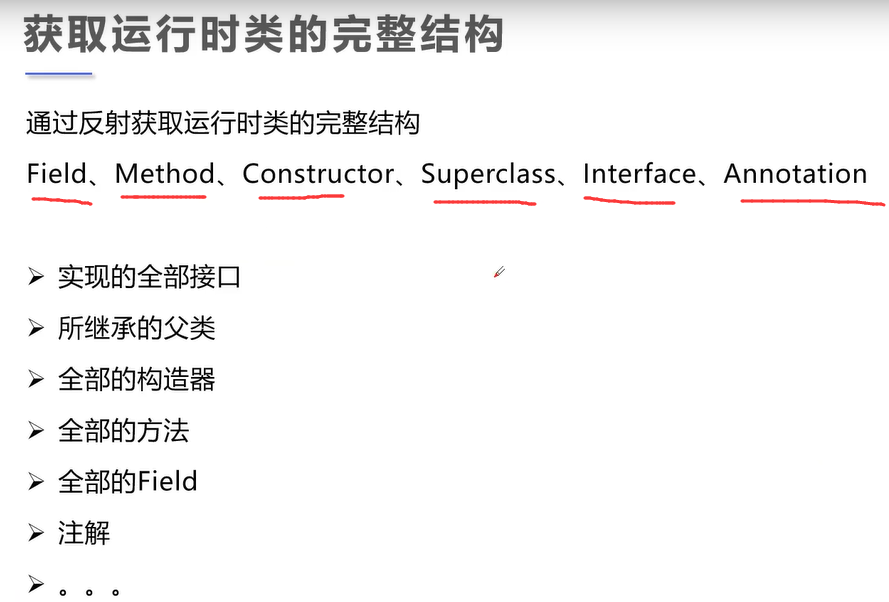 获取运行时类的完整结构
通过反射获取运行时类的完整结构
Field、Method、Constructor、Superclass、Interface、Annotation
➢ 实现的全部接口
➢ 所继承的父类
➢ 全部的构造器
➢ 全部的方法
➢ 全部的Field
➢ 注解
➢ 。。。